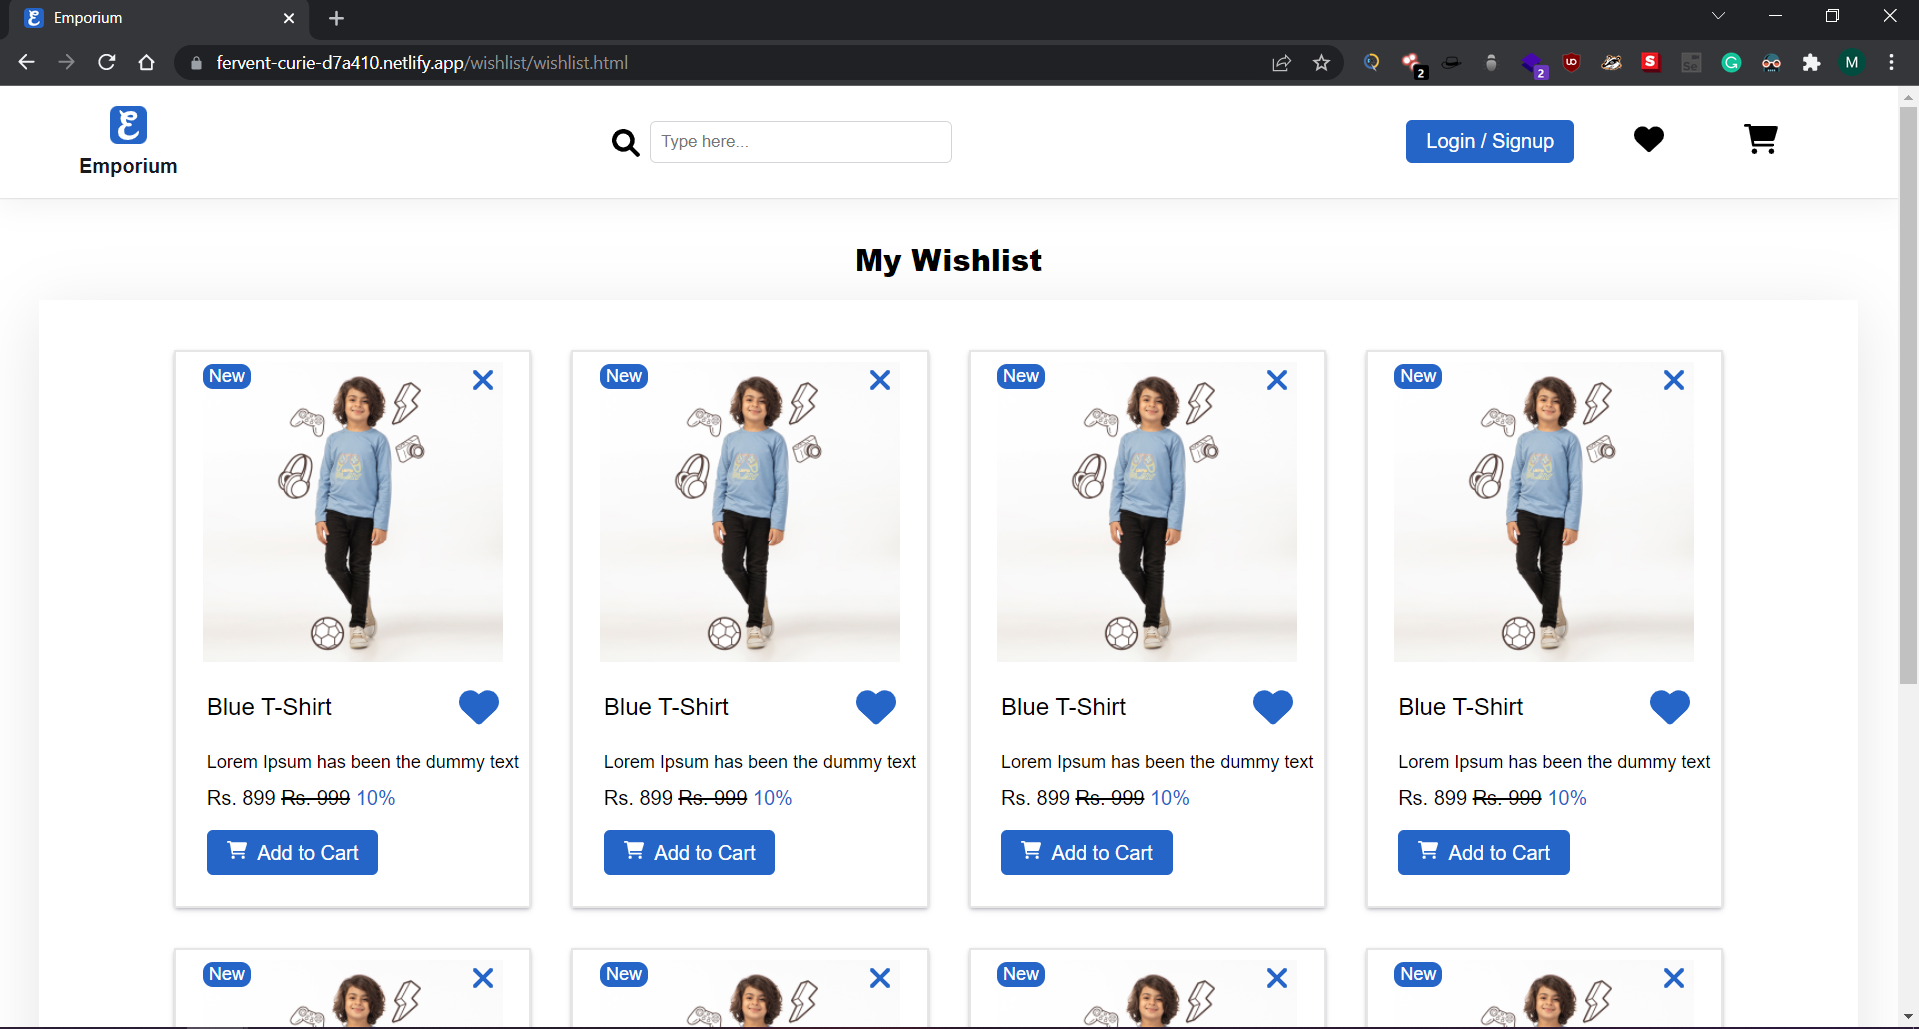 Emporium
fervent-curie-d7a410.netlify.app/wishlist/wishlist.html
2
2
UD
S
Se
G
M
E
Emporium
Type here...
Login / Signup
My Wishlist
New New New New
Blue T-Shirt Blue T-Shirt Blue T-Shirt Blue T-Shirt
Lorem Ipsum has been the dummy text Lorem Ipsum has been the dummy text Lorem Ipsum has been the dummy text Lorem Ipsum has been the dummy text
Rs. 899 Rs. 999 10% Rs. 899 Rs. 999 10% Rs. 899 Rs. 999 10% Rs. 899 Rs. 999 10%
Add to Cart Add to Cart Add to Cart Add to Cart
New New New New